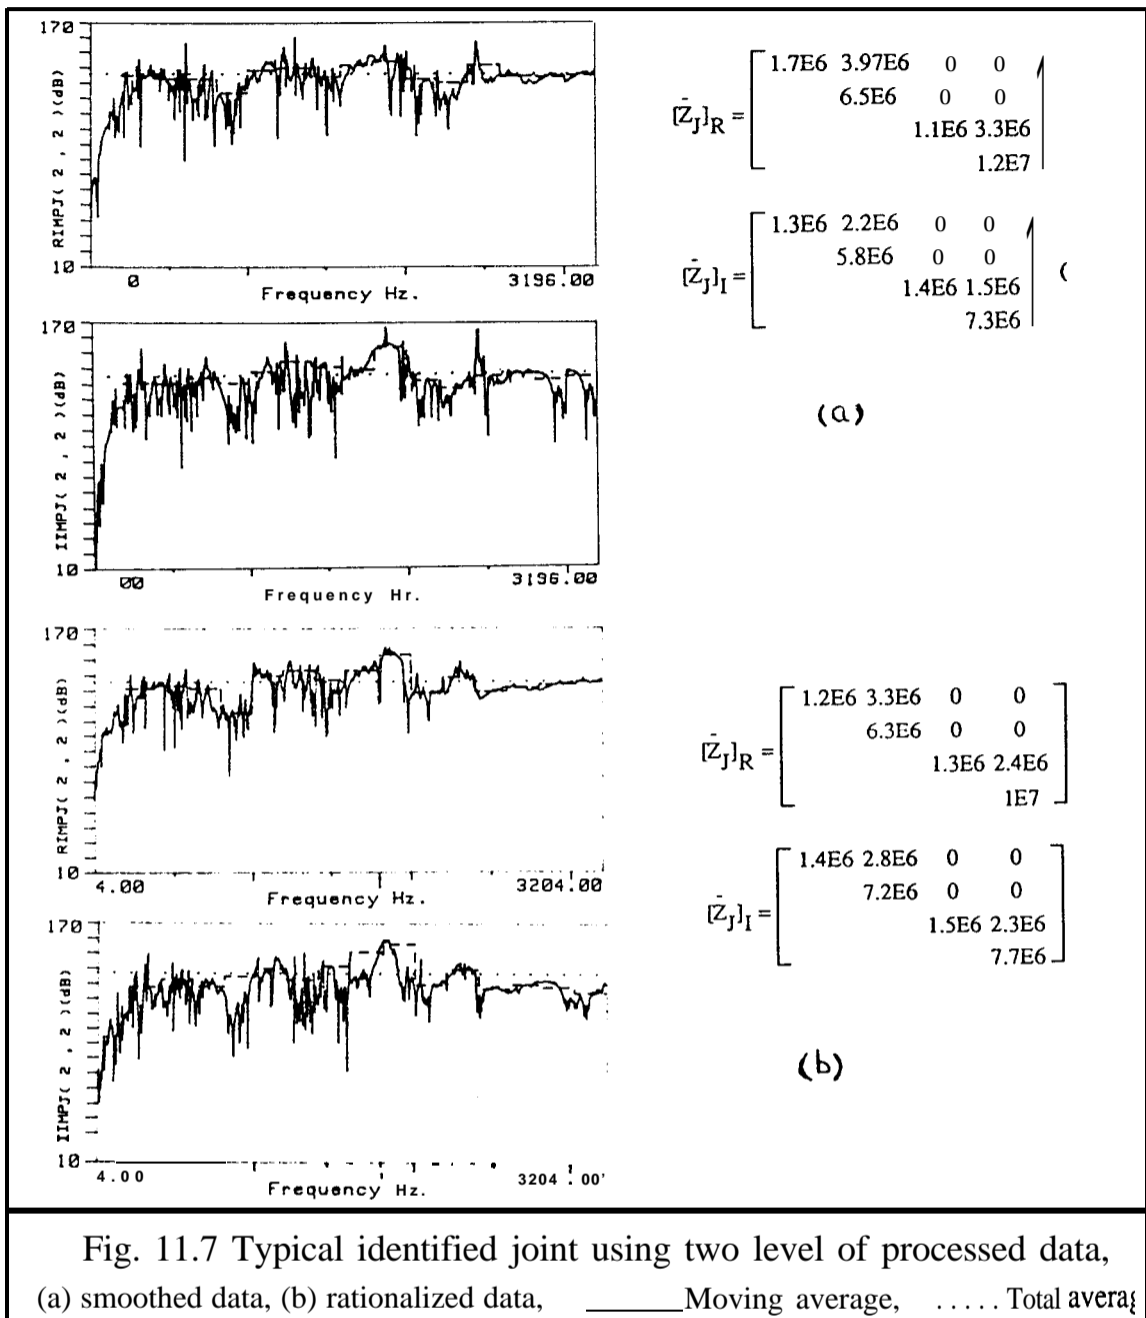 170
RIMPJ( 2 , 2 )(dB)
10
0
3196.00
Frequency Hz.
[Z̄J]R =
1.7E6 3.97E6 0 0
6.5E6 0 0
1.1E6 3.3E6
1.2E7
[Z̄J]I =
1.3E6 2.2E6 0 0
5.8E6 0 0
1.4E6 1.5E6
7.3E6
(
170
IIMPJ( 2 , 2 )(dB)
10
00
3196.00
Frequency Hr.
(a)
170
RIMPJ( 2 , 2 )(dB)
10
4.00
3204.00
Frequency Hz.
[Z̄J]R =
1.2E6 3.3E6 0 0
6.3E6 0 0
1.3E6 2.4E6
1E7
[Z̄J]I =
1.4E6 2.8E6 0 0
7.2E6 0 0
1.5E6 2.3E6
7.7E6
170
IIMPJ( 2 , 2 )(dB)
10
4.00
3204.00'
Frequency Hz.
(b)
Fig. 11.7 Typical identified joint using two level of processed data,
(a) smoothed data, (b) rationalized data, ______Moving average, ..... Total averag